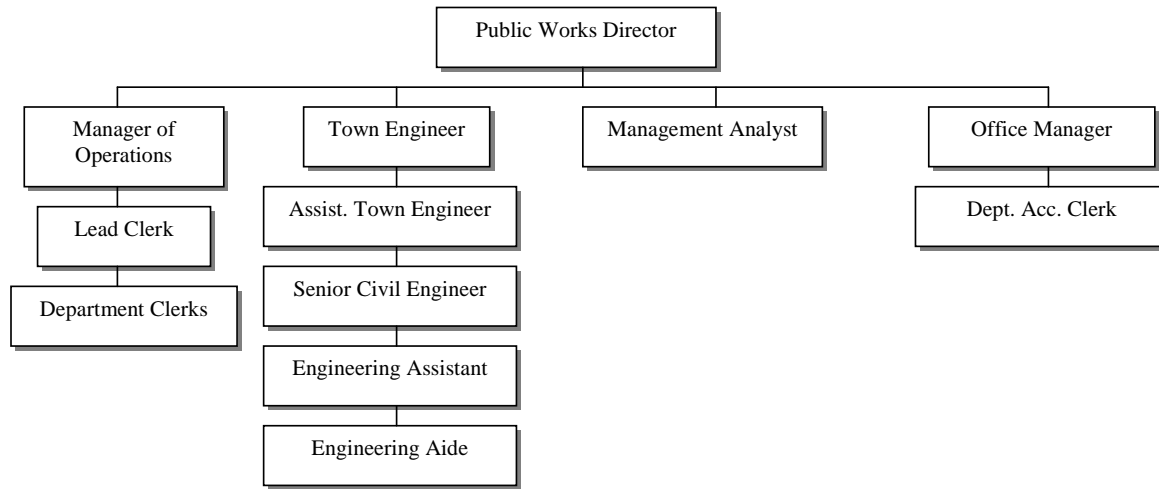 Public Works Director
Manager of
Operations
Town Engineer
Management Analyst
Office Manager
Lead Clerk
Assist. Town Engineer
Dept. Acc. Clerk
Department Clerks
Senior Civil Engineer
Engineering Assistant
Engineering Aide